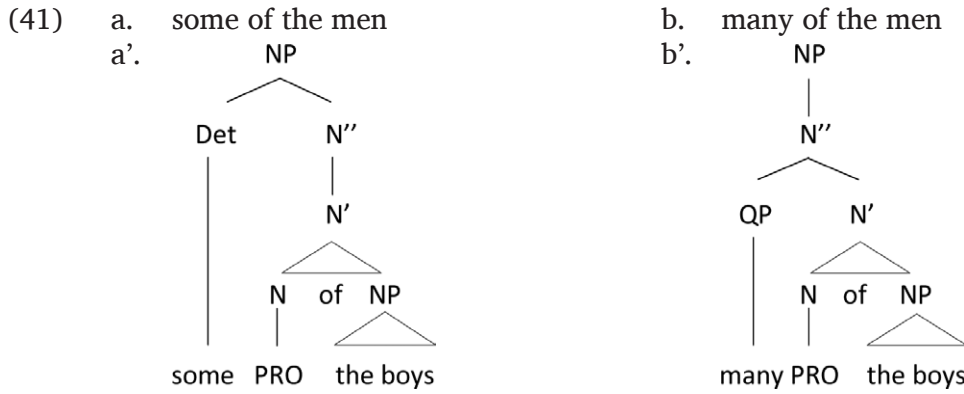 (41) a. some of the men b. many of the men
a'. NP b'. NP
Det N'' N''
N' QP N'
N of NP N of NP
some PRO the boys many PRO the boys